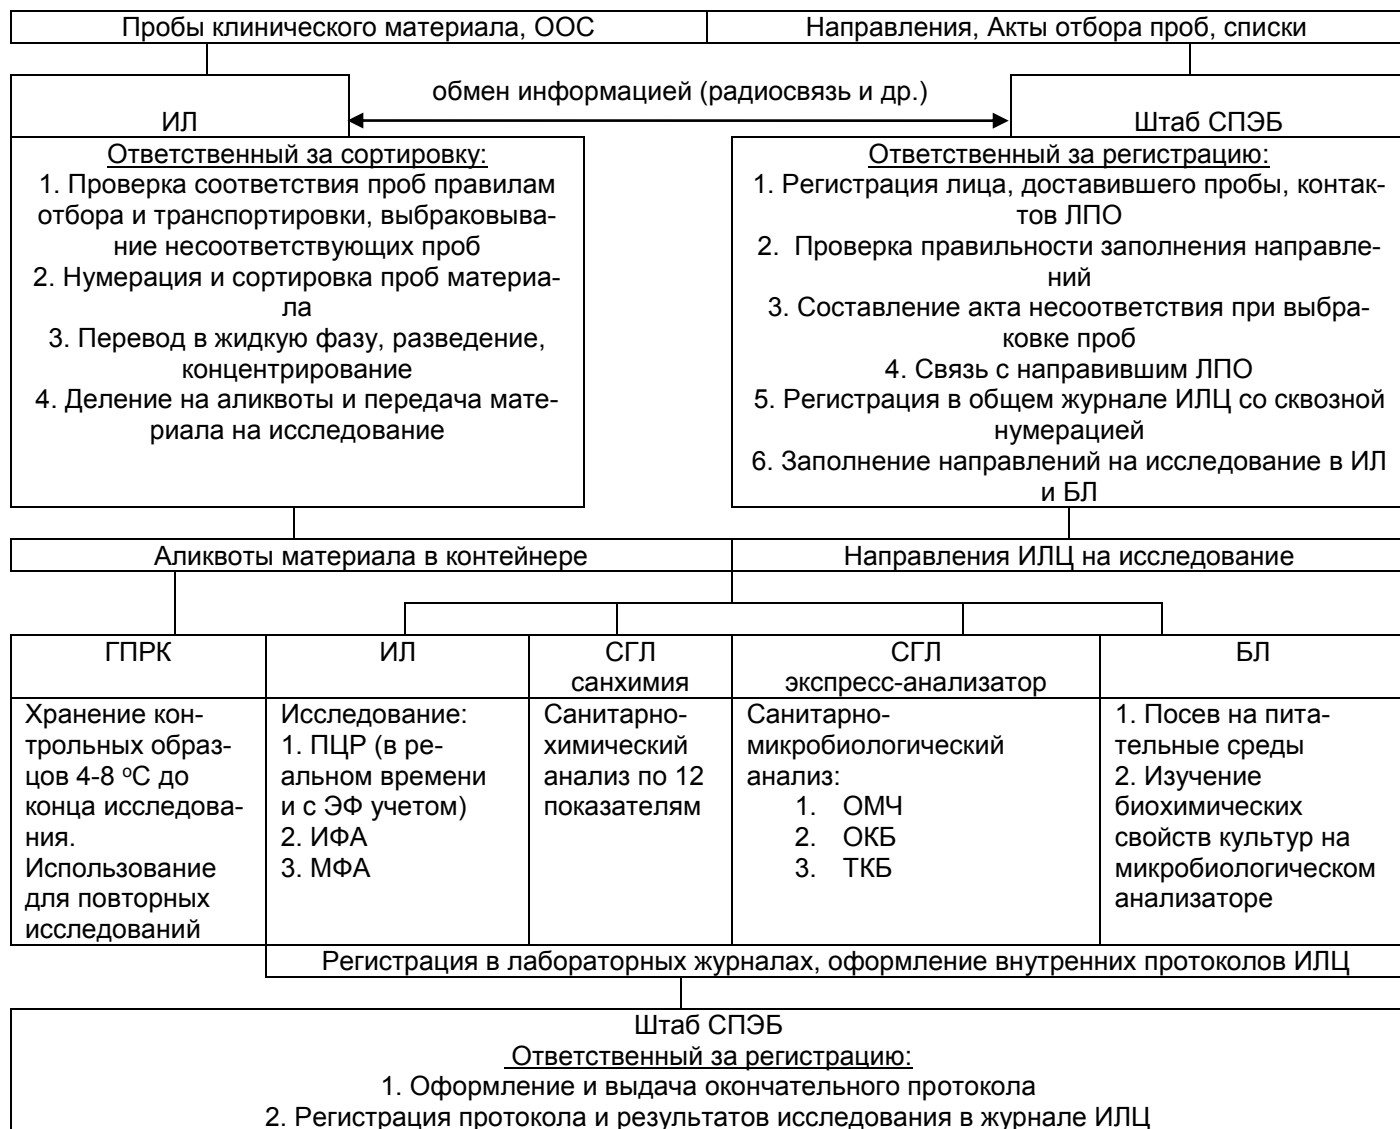 Пробы клинического материала, ООС
Направления, Акты отбора проб, списки
обмен информацией (радиосвязь и др.)
ИЛ
Штаб СПЭБ
Ответственный за сортировку:
1. Проверка соответствия проб правилам
отбора и транспортировки, выбраковыва-
ние несоответствующих проб
2. Нумерация и сортировка проб материа-
ла
3. Перевод в жидкую фазу, разведение,
концентрирование
4. Деление на аликвоты и передача мате-
риала на исследование
Ответственный за регистрацию:
1. Регистрация лица, доставившего пробы, контак-
тов ЛПО
2. Проверка правильности заполнения направле-
ний
3. Составление акта несоответствия при выбра-
ковке проб
4. Связь с направившим ЛПО
5. Регистрация в общем журнале ИЛЦ со сквозной
нумерацией
6. Заполнение направлений на исследование в ИЛ
и БЛ
Аликвоты материала в контейнере
Направления ИЛЦ на исследование
ГПРК
Хранение кон-
трольных образ-
цов 4-8 ºС до
конца исследова-
ния.
Использование
для повторных
исследований
ИЛ
Исследование:
1. ПЦР (в ре-
альном времени
и с ЭФ учетом)
2. ИФА
3. МФА
СГЛ
санхимия
Санитарно-
химический
анализ по 12
показателям
СГЛ
экспресс-анализатор
Санитарно-
микробиологический
анализ:
1. ОМЧ
2. ОКБ
3. ТКБ
БЛ
1. Посев на пита-
тельные среды
2. Изучение
биохимических
свойств культур на
микробиологическом
анализаторе
Регистрация в лабораторных журналах, оформление внутренних протоколов ИЛЦ
Штаб СПЭБ
Ответственный за регистрацию:
1. Оформление и выдача окончательного протокола
2. Регистрация протокола и результатов исследования в журнале ИЛЦ